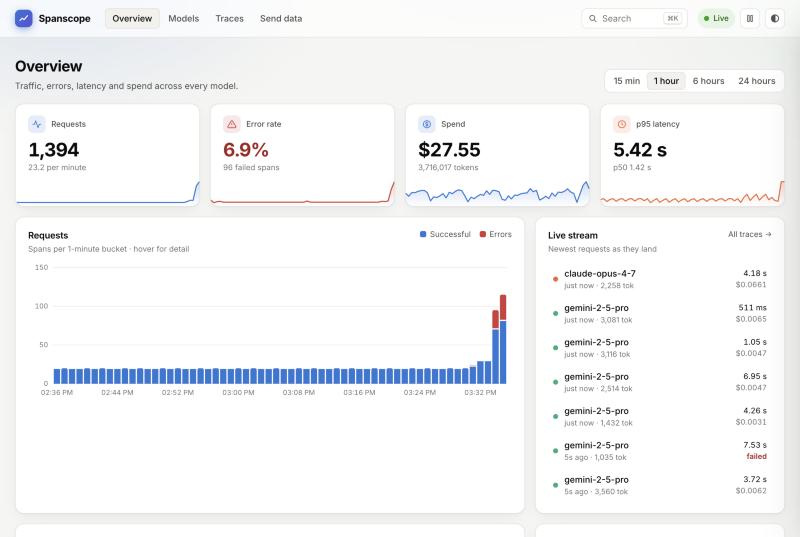 Spanscope
Overview
Models
Traces
Send data
Search
⌘K
Live
Overview
Traffic, errors, latency and spend across every model.
15 min
1 hour
6 hours
24 hours
Requests
1,394
23.2 per minute
Error rate
6.9%
96 failed spans
Spend
$27.55
3,716,017 tokens
p95 latency
5.42 s
p50 1.42 s
Requests
Spans per 1-minute bucket · hover for detail
Successful
Errors
150
100
50
0
02:36 PM
02:44 PM
02:52 PM
03:00 PM
03:08 PM
03:16 PM
03:24 PM
03:32 PM
Live stream
All traces →
Newest requests as they land
claude-opus-4-7
4.18 s
just now · 2,258 tok
$0.0661
gemini-2-5-pro
511 ms
just now · 3,081 tok
$0.0065
gemini-2-5-pro
1.05 s
just now · 3,116 tok
$0.0047
gemini-2-5-pro
6.95 s
just now · 2,514 tok
$0.0047
gemini-2-5-pro
4.26 s
just now · 1,432 tok
$0.0031
gemini-2-5-pro
7.53 s
5s ago · 1,035 tok
failed
gemini-2-5-pro
3.72 s
5s ago · 3,560 tok
$0.0062